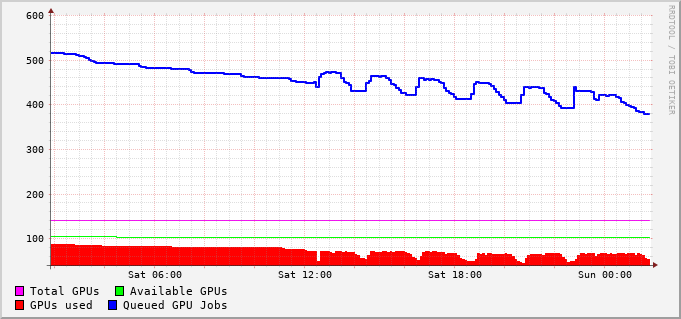 600
500
400
300
200
100
Sat 06:00 Sat 12:00 Sat 18:00 Sun 00:00
Total GPUs Available GPUs
GPUs used Queued GPU Jobs
RRDTOOL / TOBI OETIKER